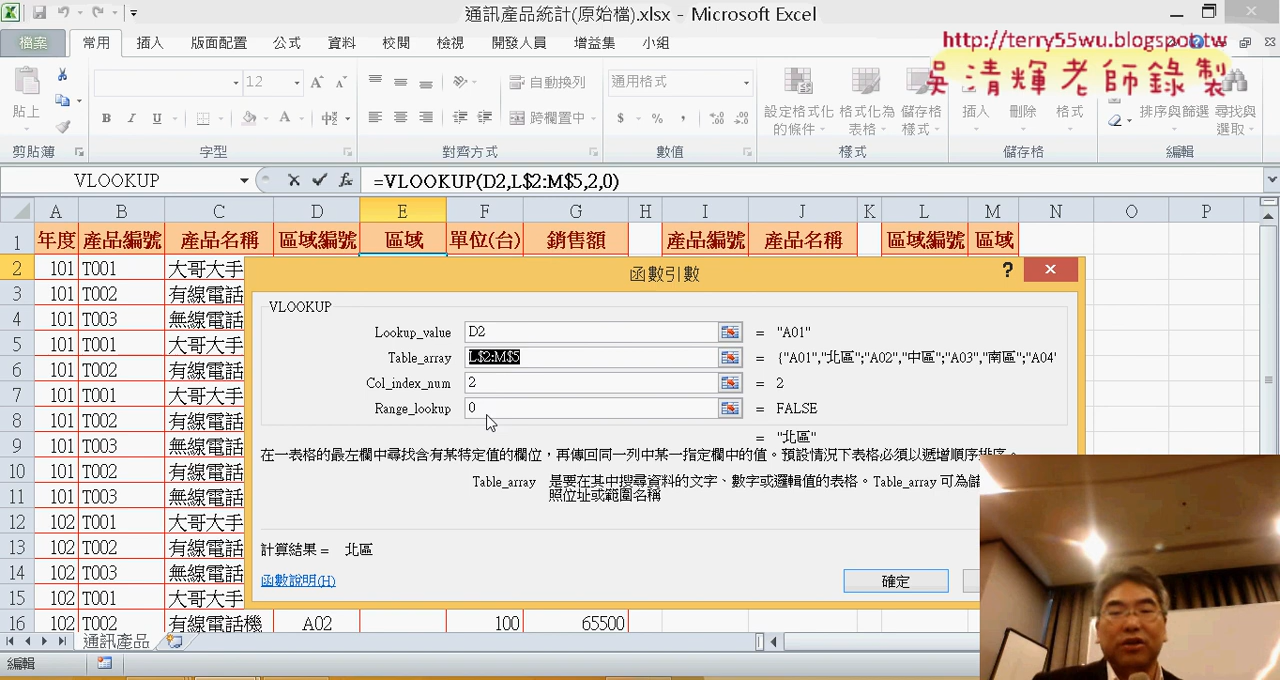 通訊產品統計(原始檔).xlsx - Microsoft Excel
檔案 常用 插入 版面配置 公式 資料 校閱 檢視 開發人員 增益集 小組
http://terry55wu.blogspot.tw
吳清輝老師錄製
貼上
12
自動換列
跨欄置中
通用格式
設定格式化的條件 格式化為表格 儲存格樣式
插入 刪除 格式
排序與篩選 尋找與選取
剪貼簿 字型 對齊方式 數值 樣式 儲存格 編輯
VLOOKUP =VLOOKUP(D2,L$2:M$5,2,0)
A B C D E F G H I J K L M N O P
1 年度 產品編號 產品名稱 區域編號 區域 單位(台) 銷售額 產品編號 產品名稱 區域編號 區域
2 101 T001 大哥大手
3 101 T002 有線電話
4 101 T003 無線電話
5 101 T001 大哥大手
6 101 T002 有線電話
7 101 T001 大哥大手
8 101 T002 有線電話
9 101 T003 無線電話
10 101 T002 有線電話
11 101 T003 無線電話
12 102 T001 大哥大手
13 102 T002 有線電話
14 102 T003 無線電話
15 102 T001 大哥大手
16 102 T002 有線電話機 A02 100 65500
函數引數
VLOOKUP
Lookup_value D2 = "A01"
Table_array L$2:M$5 = {"A01","北區";"A02","中區";"A03","南區";"A04"
Col_index_num 2 = 2
Range_lookup 0 = FALSE
= "北區"
在一表格的最左欄中尋找含有某特定值的欄位，再傳回同一列中某一指定欄中的值。預設情況下表格必須以遞增順序排序。
Table_array 是要在其中搜尋資料的文字、數字或邏輯值的表格。Table_array 可為儲
照位址或範圍名稱
計算結果 = 北區
函數說明(H)
確定
通訊產品
編輯